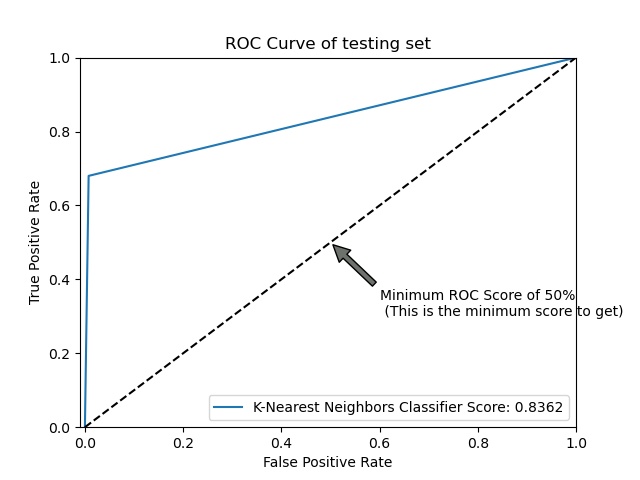 ROC Curve of testing set
1.0
0.8
0.6
0.4
0.2
0.0
True Positive Rate
Minimum ROC Score of 50%
(This is the minimum score to get)
K-Nearest Neighbors Classifier Score: 0.8362
0.0 0.2 0.4 0.6 0.8 1.0
False Positive Rate